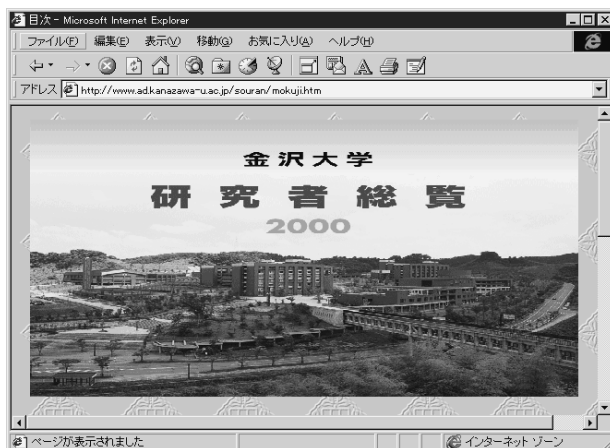 目次 - Microsoft Internet Explorer
ファイル(F) 編集(E) 表示(V) 移動(G) お気に入り(A) ヘルプ(H)
アドレス http://www.ad.kanazawa-u.ac.jp/souran/mokuji.htm
金沢大学
研究者総覧
2000
ページが表示されました インターネット ゾーン